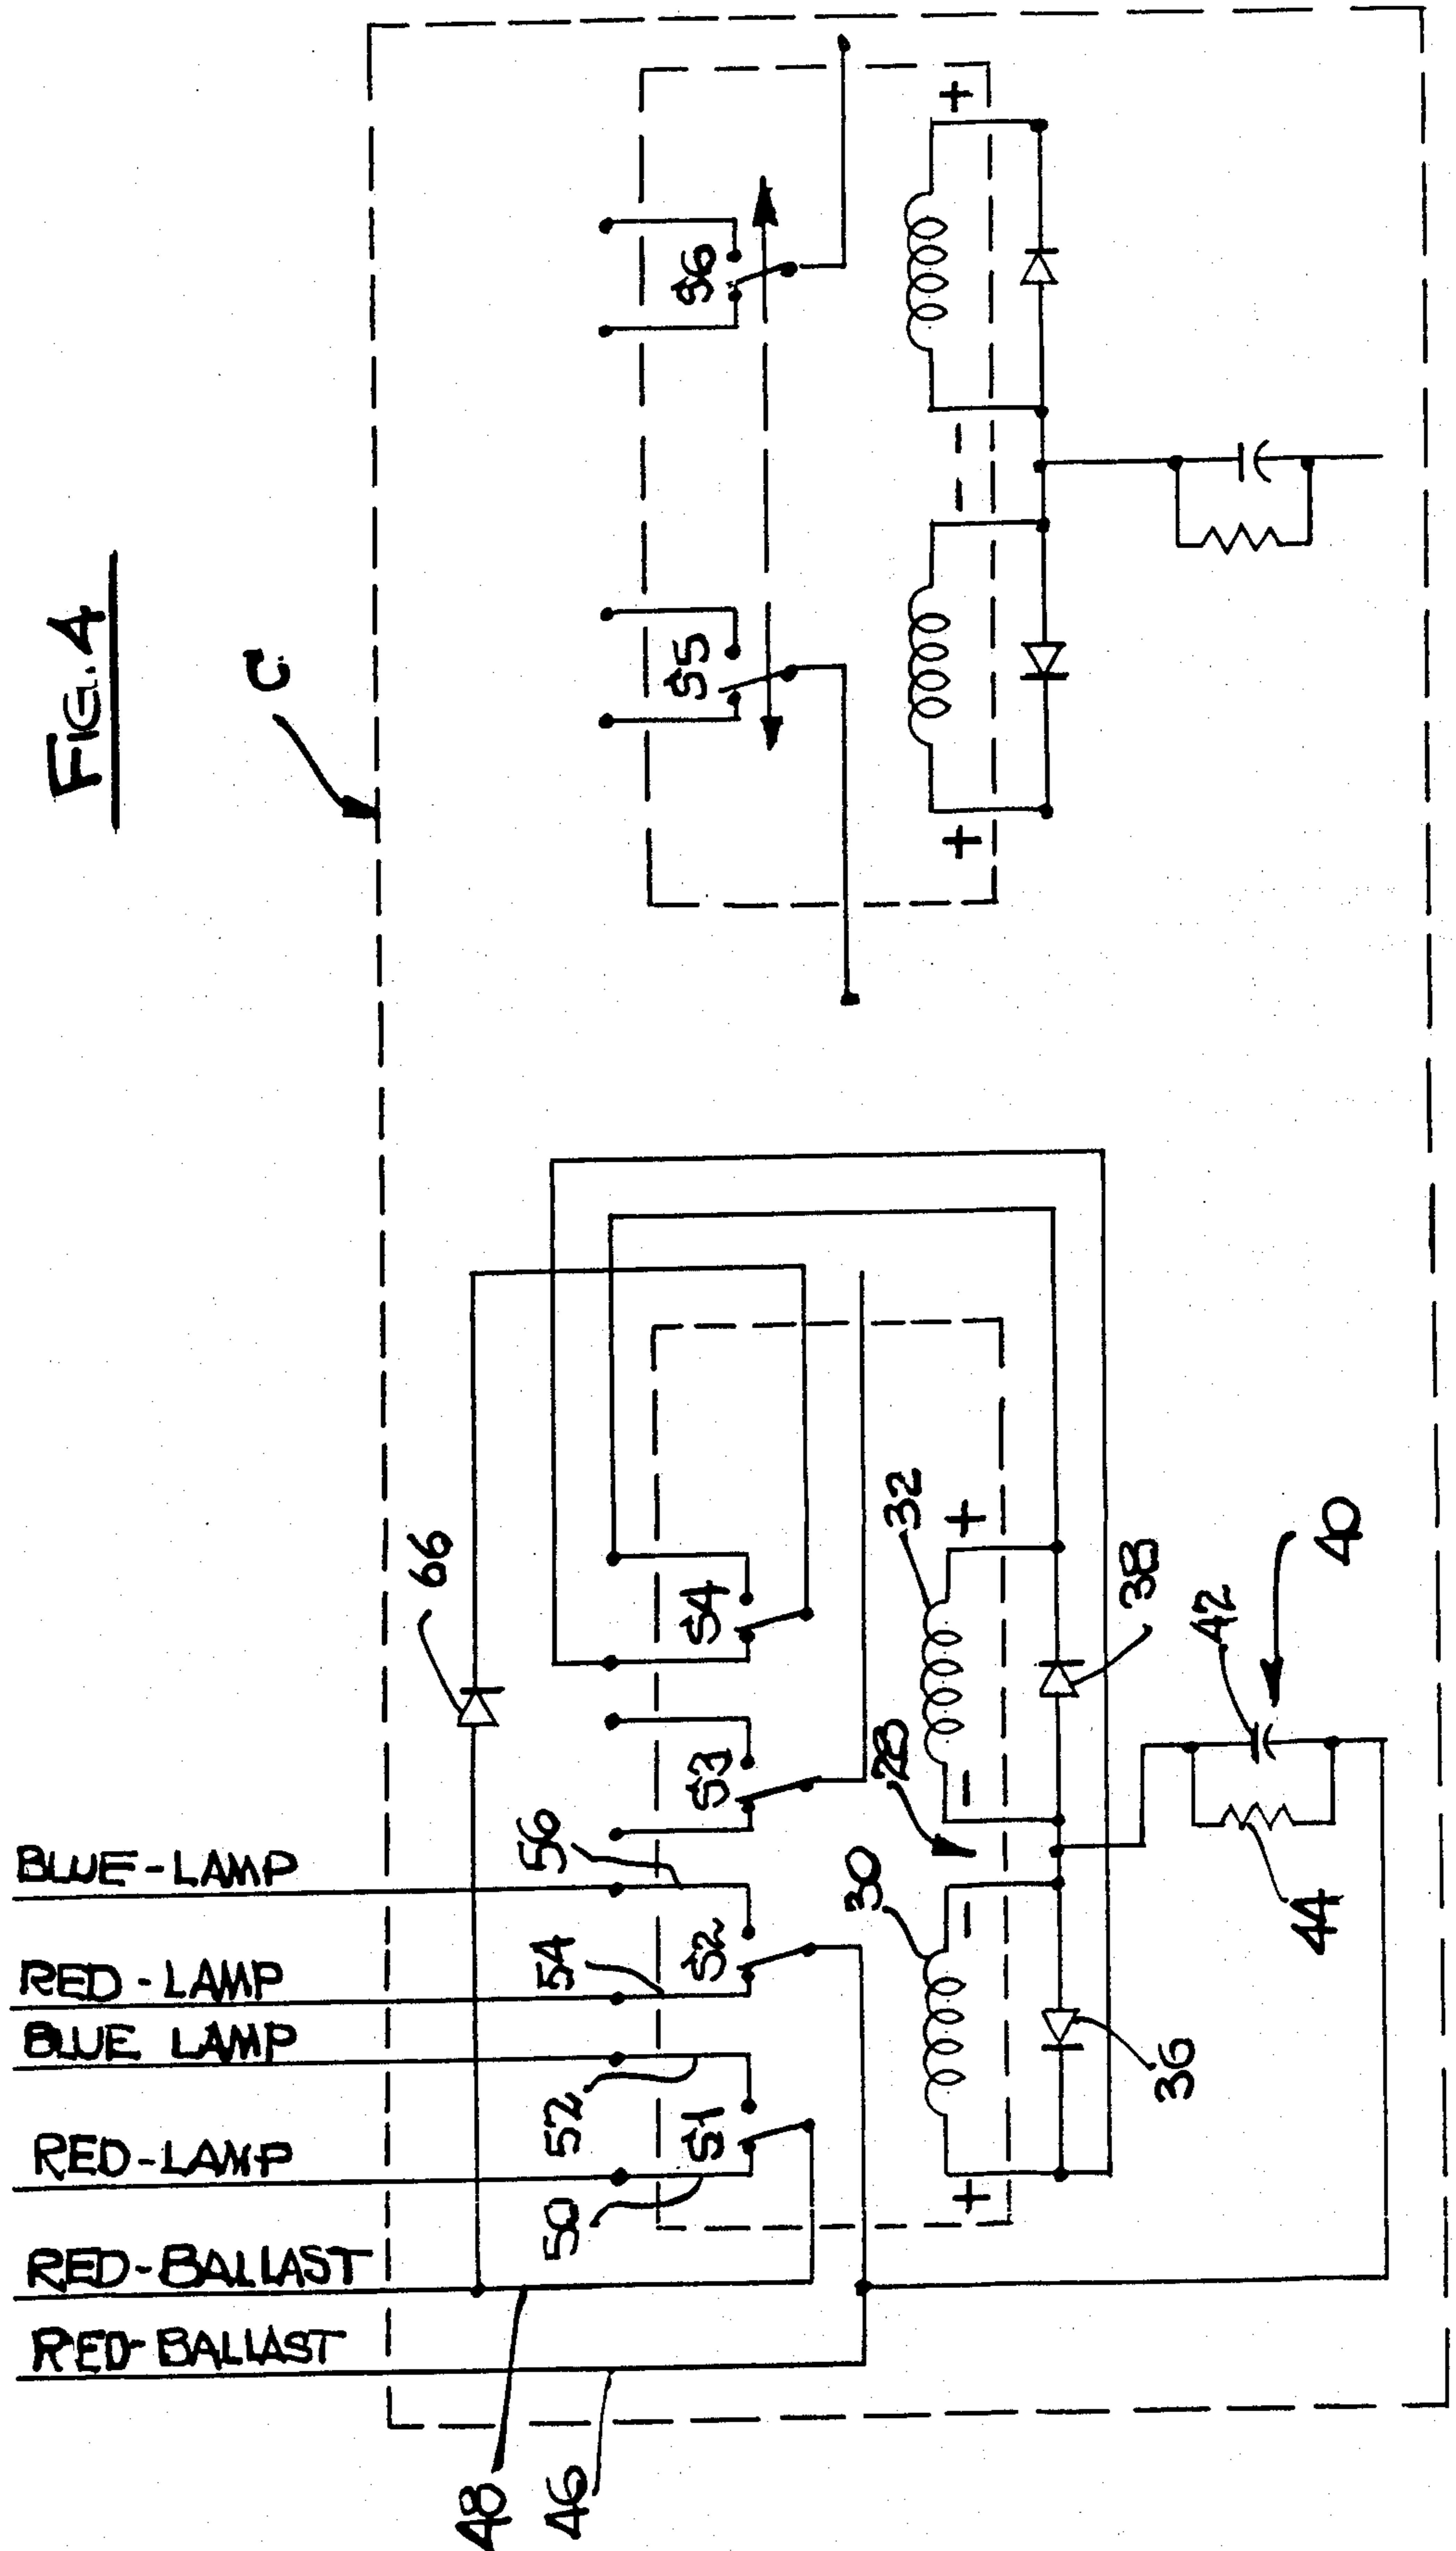 FIG. 4
C
BLUE-LAMP
RED-LAMP
BLUE LAMP
RED-LAMP
RED-BALLAST
RED-BALLAST
66
56
54
52
50
48
46
S1
S2
S3
S4
S5
S6
28
30
32
+
-
-
+
+
-
-
+
36
38
40
42
44